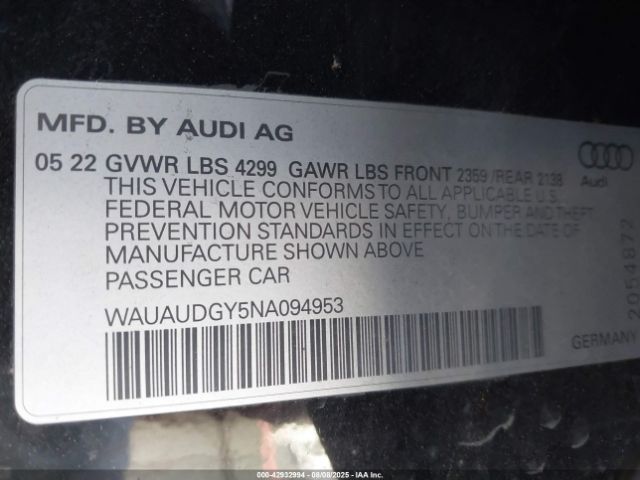 MFD. BY AUDI AG
05 22 GVWR LBS 4299 GAWR LBS FRONT 2359 /REAR 2138
THIS VEHICLE CONFORMS TO ALL APPLICABLE U.S.
FEDERAL MOTOR VEHICLE SAFETY, BUMPER AND THEFT
PREVENTION STANDARDS IN EFFECT ON THE DATE OF
MANUFACTURE SHOWN ABOVE
PASSENGER CAR
WAUAUDGY5NA094953
Audi
2954872
GERMANY
000-42932994 - 08/08/2025 - IAA Inc.